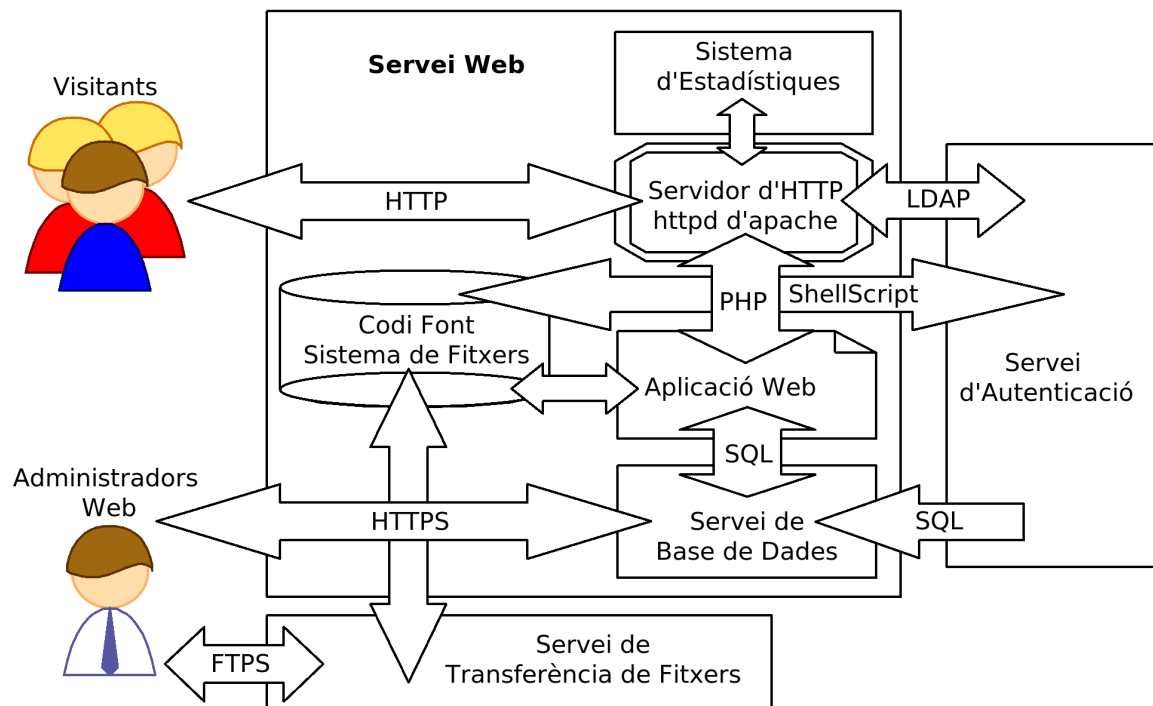 Visitants
Servei Web
Sistema
d'Estadístiques
HTTP
Servidor d'HTTP
httpd d'apache
LDAP
PHP
ShellScript
Codi Font
Sistema de Fitxers
Aplicació Web
Servei
d'Autenticació
SQL
Administradors
Web
HTTPS
Servei de
Base de Dades
SQL
FTPS
Servei de
Transferència de Fitxers